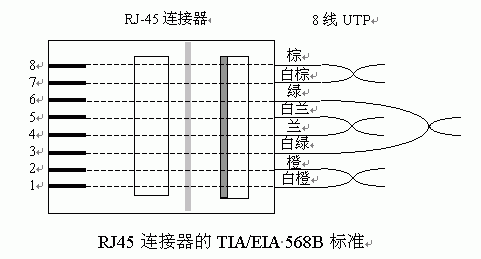 RJ-45 连接器 8 线 UTP
8 棕
7 白棕
6 绿
5 白兰
4 兰
3 白绿
2 橙
1 白橙
RJ45 连接器的 TIA/EIA·568B 标准